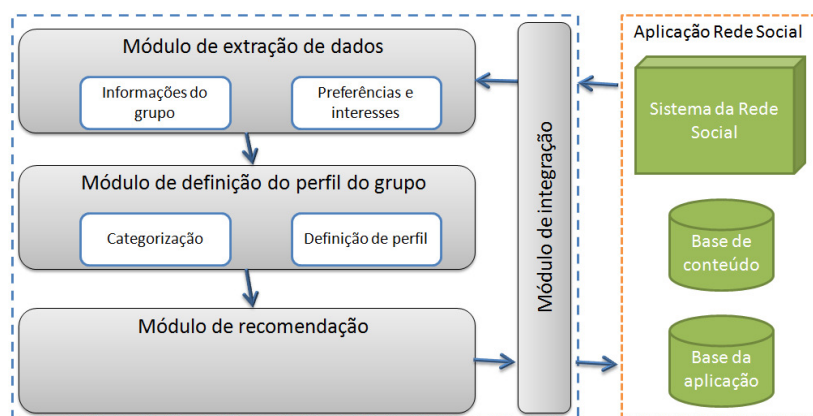 Módulo de extração de dados
Informações do
grupo
Preferências e
interesses
Módulo de definição do perfil do grupo
Categorização
Definição de perfil
Módulo de recomendação
Módulo de integração
Aplicação Rede Social
Sistema da Rede
Social
Base de
conteúdo
Base da
aplicação